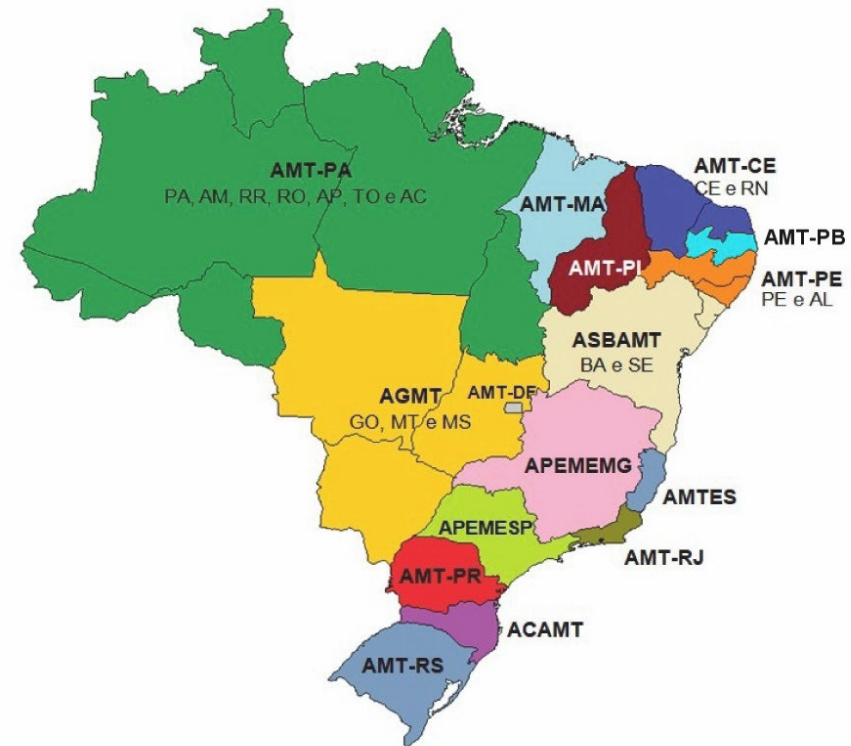 AMT-PA
PA, AM, RR, RO, AP, TO e AC
AMT-MA
AMT-CE
CE e RN
AMT-PB
AMT-PI
AMT-PE
PE e AL
ASBAMT
BA e SE
AGMT
GO, MT e MS
AMT-DF
APEMEMG
AMTES
APEMESP
AMT-RJ
AMT-PR
ACAMT
AMT-RS